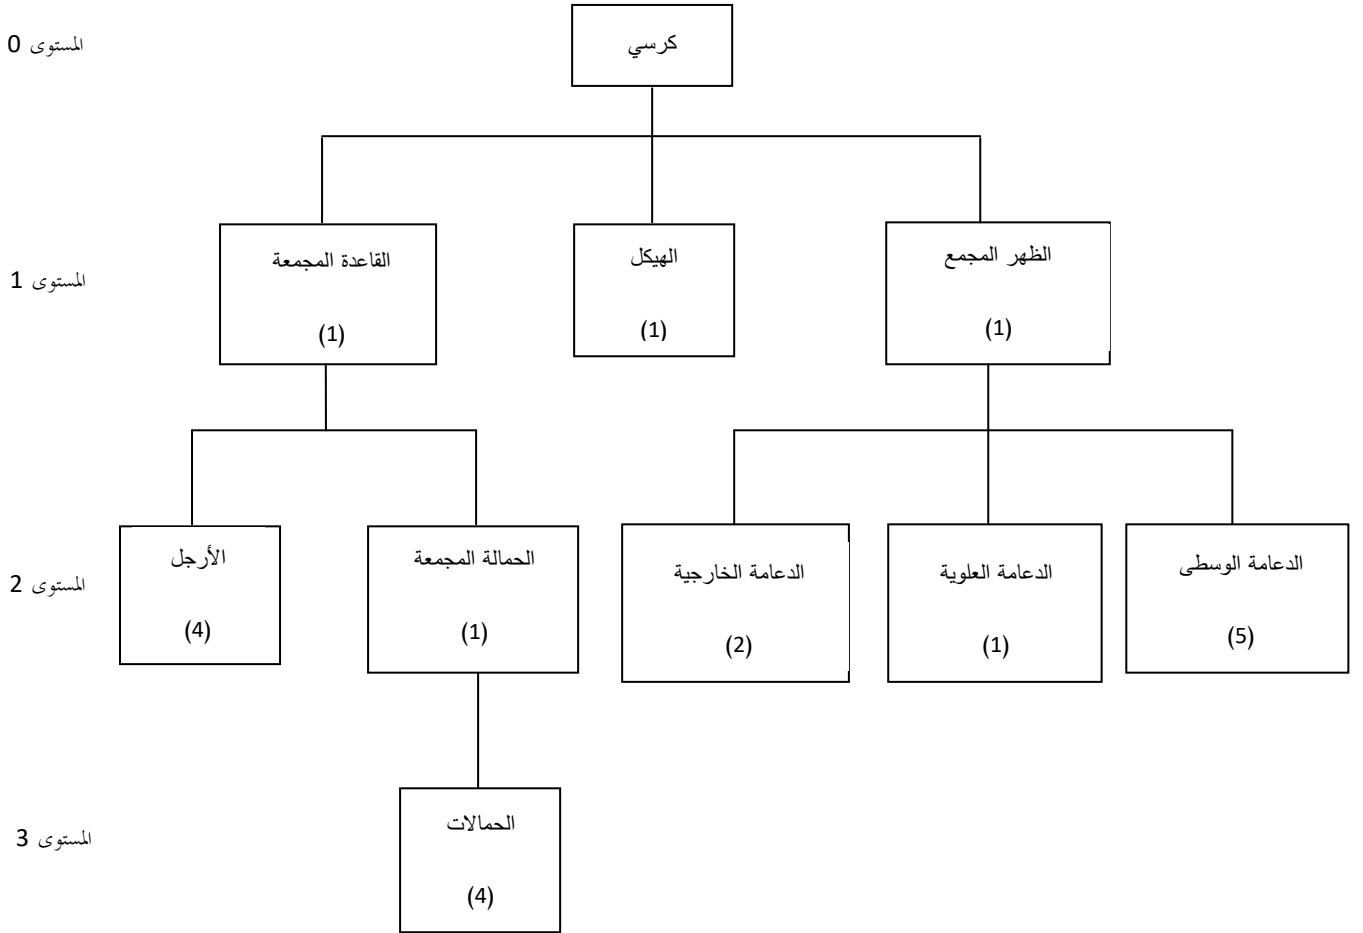 المستوى 0
كرسي
المستوى 1
الظهر المجمع
(1)
الهيكل
(1)
القاعدة المجمعة
(1)
المستوى 2
الدعامة الوسطى
(5)
الدعامة العلوية
(1)
الدعامة الخارجية
(2)
الحمالة المجمعة
(1)
الأرجل
(4)
المستوى 3
الحمالات
(4)